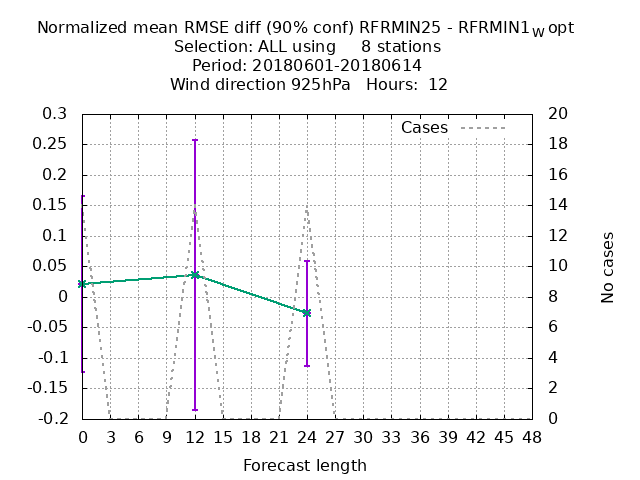 Normalized mean RMSE diff (90% conf) RFRMIN25 - RFRMIN1W opt
Selection: ALL using     8 stations
Period: 20180601-20180614
Wind direction 925hPa   Hours:  12
Cases
0.3
0.25
0.2
0.15
0.1
0.05
0
-0.05
-0.1
-0.15
-0.2
20
18
16
14
12
10
8
6
4
2
0
No cases
0 3 6 9 12 15 18 21 24 27 30 33 36 39 42 45 48
Forecast length